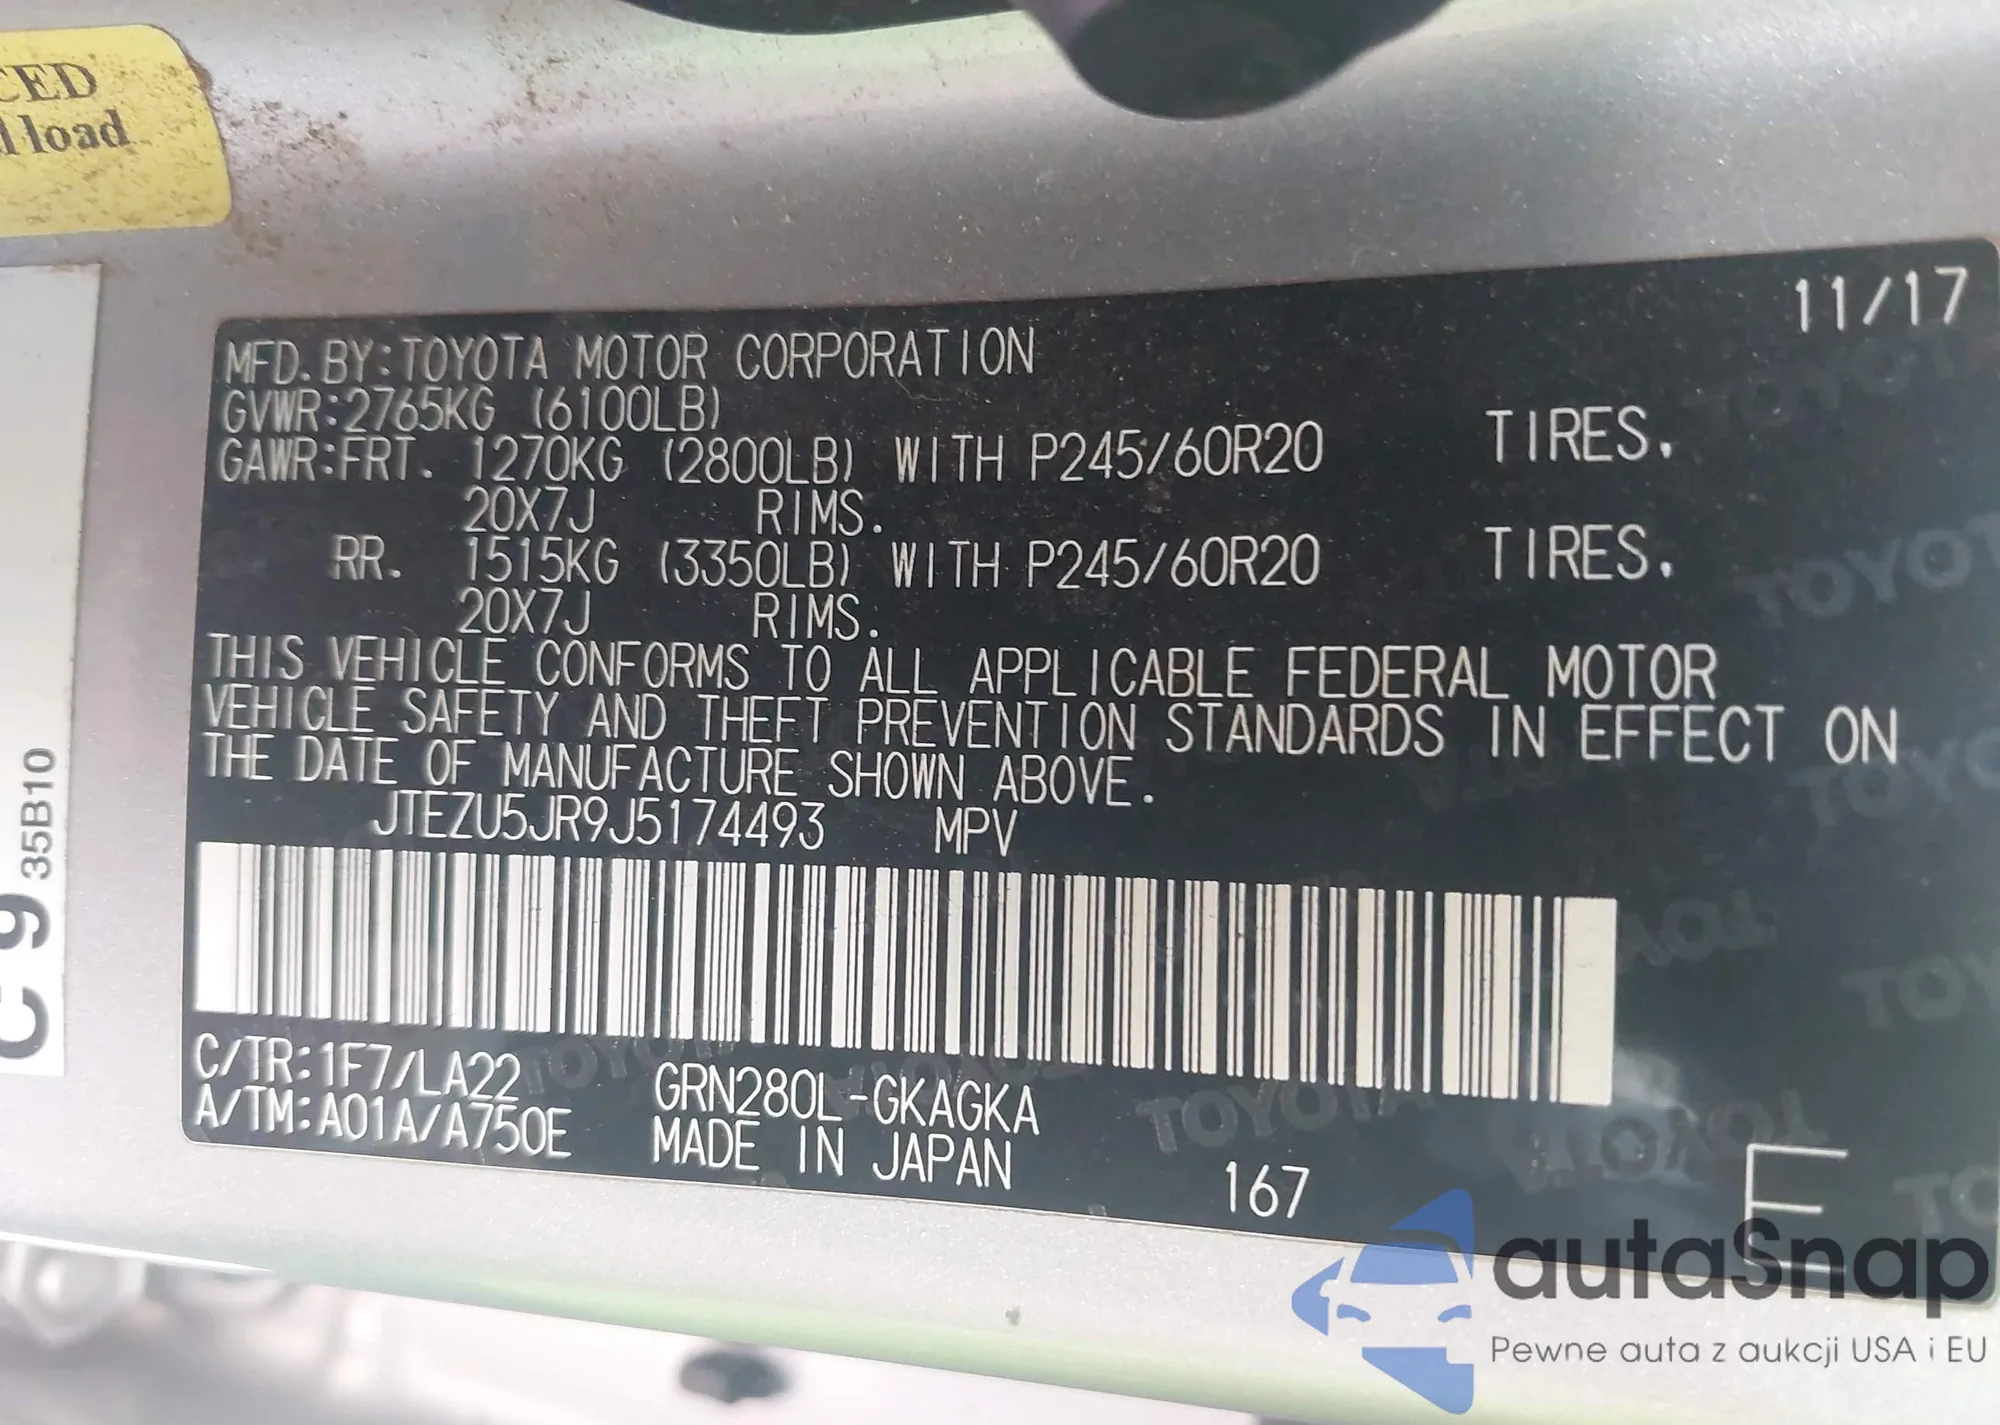 CED
l load
11/17
MFD. BY:TOYOTA MOTOR CORPORATION
GVWR:2765KG (6100LB)
GAWR:FRT. 1270KG (2800LB) WITH P245/60R20 TIRES.
20X7J RIMS.
RR. 1515KG (3350LB) WITH P245/60R20 TIRES.
20X7J RIMS.
THIS VEHICLE CONFORMS TO ALL APPLICABLE FEDERAL MOTOR
VEHICLE SAFETY AND THEFT PREVENTION STANDARDS IN EFFECT ON
THE DATE OF MANUFACTURE SHOWN ABOVE.
JTEZU5JR9J5174493 MPV
C/TR:1F7/LA22 GRN280L-GKAGKA
A/TM:A01A/A750E MADE IN JAPAN 167
E
C 9 35B10
autaSnap
Pewne auta z aukcji USA i EU